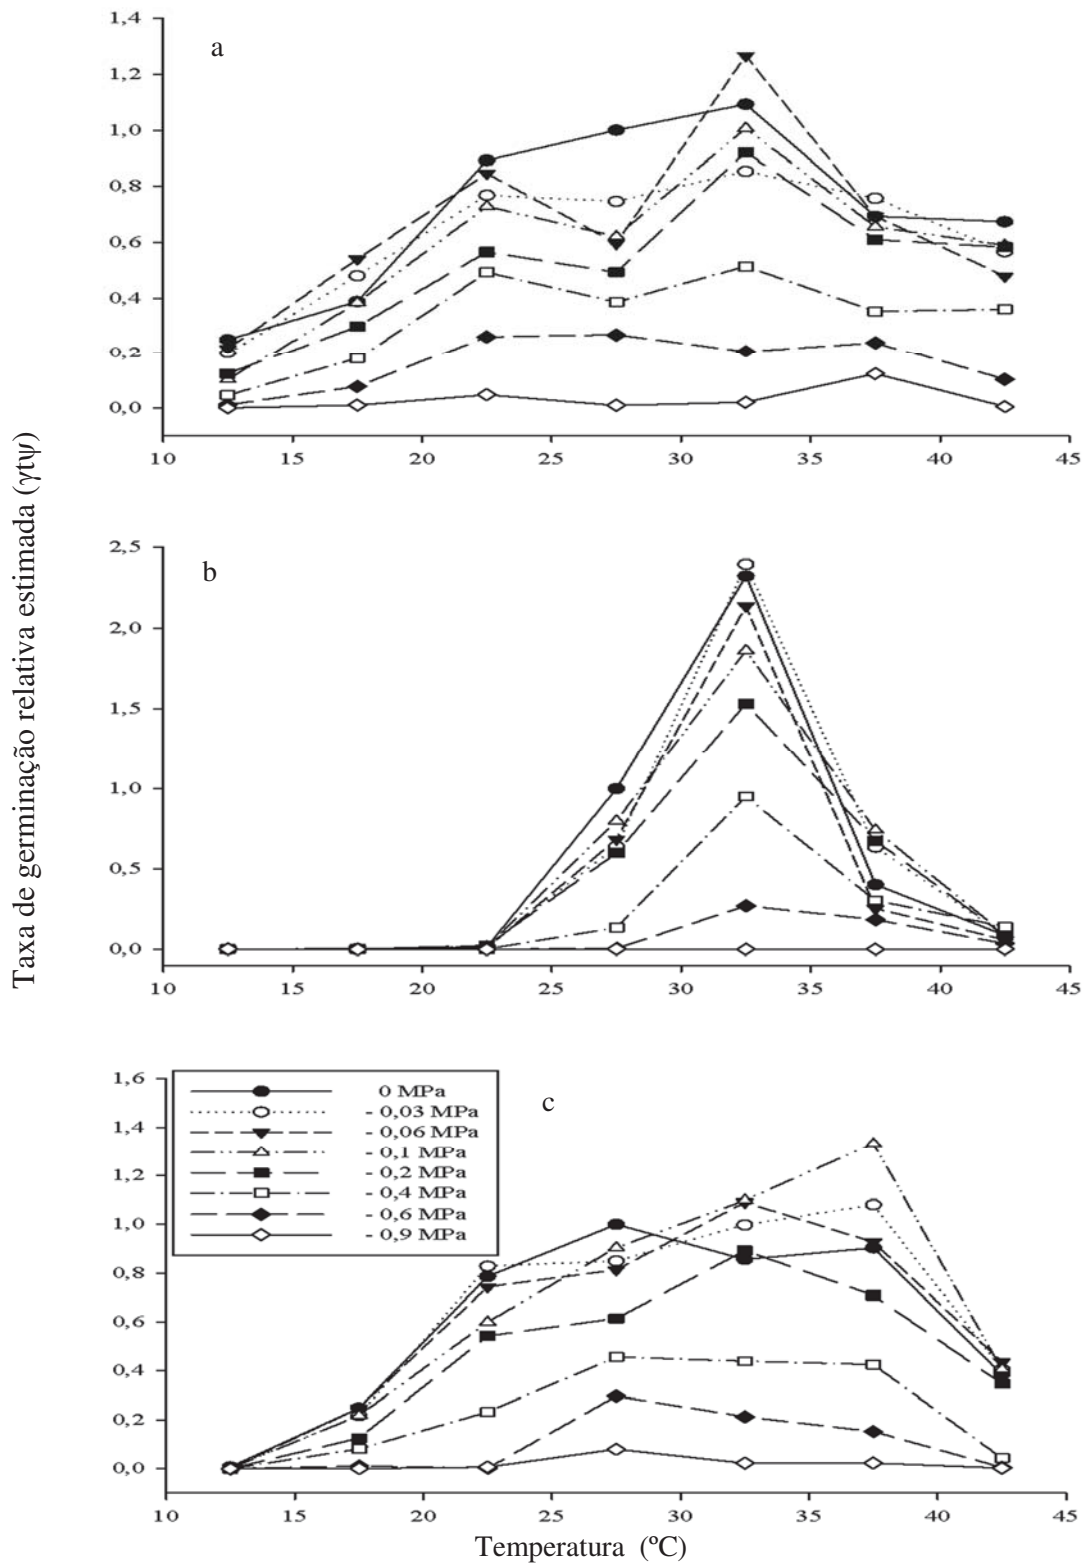 Taxa de germinação relativa estimada (γtψ)
a
1,4
1,2
1,0
0,8
0,6
0,4
0,2
0,0
10 15 20 25 30 35 40 45
b
2,5
2,0
1,5
1,0
0,5
0,0
10 15 20 25 30 35 40 45
c
1,6
1,4
1,2
1,0
0,8
0,6
0,4
0,2
0,0
0 MPa
- 0,03 MPa
- 0,06 MPa
- 0,1 MPa
- 0,2 MPa
- 0,4 MPa
- 0,6 MPa
- 0,9 MPa
10 15 20 25 30 35 40 45
Temperatura (ºC)